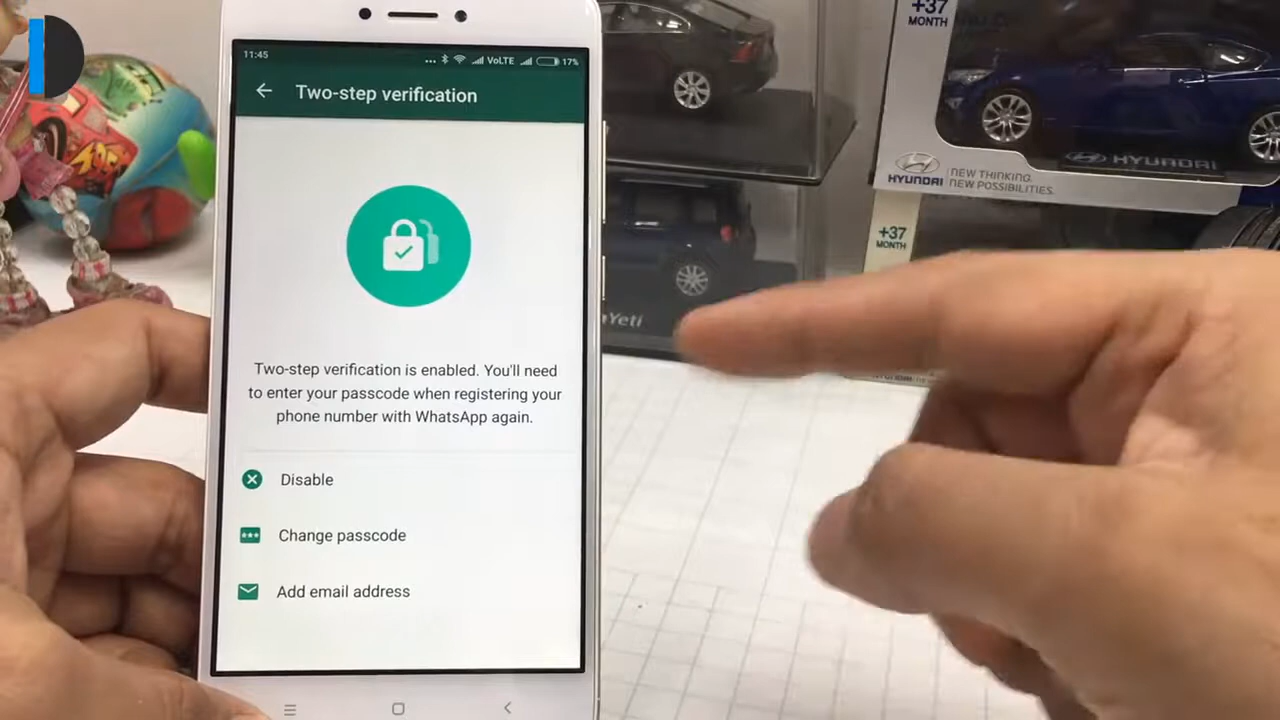 11:45
VoLTE
17%
Two-step verification
Two-step verification is enabled. You'll need
to enter your passcode when registering your
phone number with WhatsApp again.
Disable
Change passcode
Add email address
+37
MONTH
HYUNDAI
HYUNDAI
NEW THINKING.
NEW POSSIBILITIES.
+37
MONTH
Yeti